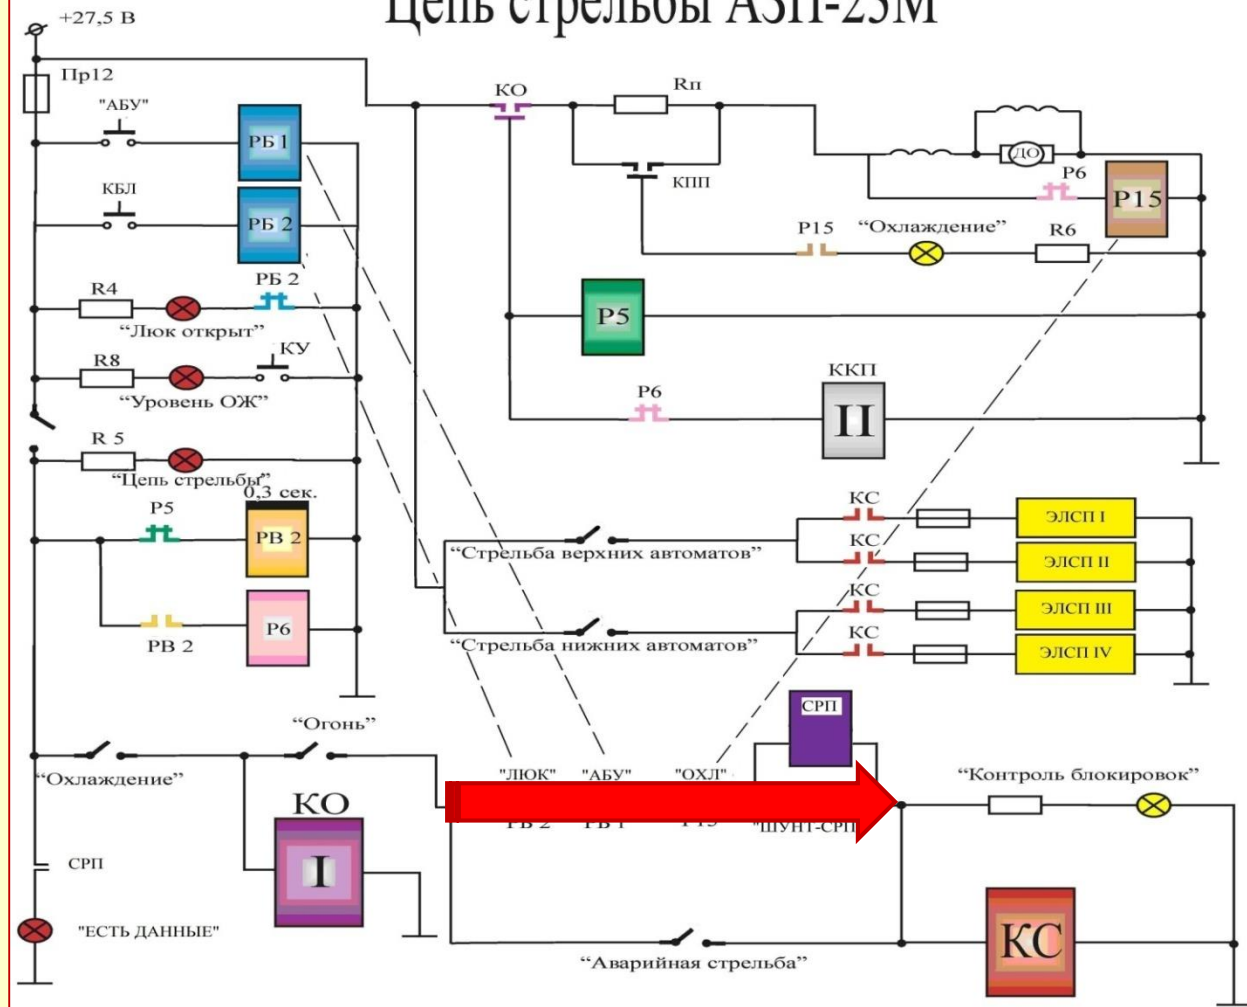 Цепь стрельбы АЗП-23М
+27,5 В
Пр12
"АБУ"
РБ 1
КБЛ
РБ 2
R4
РБ 2
“Люк открыт”
R8
КУ
“Уровень ОЖ”
R 5
“Цепь стрельбы”
0,3 сек.
Р5
РВ 2
РВ 2
Р6
КО
Rп
КПП
ДО
Р6
Р15
Р15
“Охлаждение”
R6
Р5
Р6
ККП
II
“Стрельба верхних автоматов”
КС
ЭЛСП I
КС
ЭЛСП II
“Стрельба нижних автоматов”
КС
ЭЛСП III
КС
ЭЛСП IV
“Охлаждение”
“Огонь”
КО
I
СРП
"ЕСТЬ ДАННЫЕ"
"ЛЮК"
"АБУ"
"ОХЛ"
СРП
"ШУНТ-СРП
“Контроль блокировок”
“Аварийная стрельба”
КС